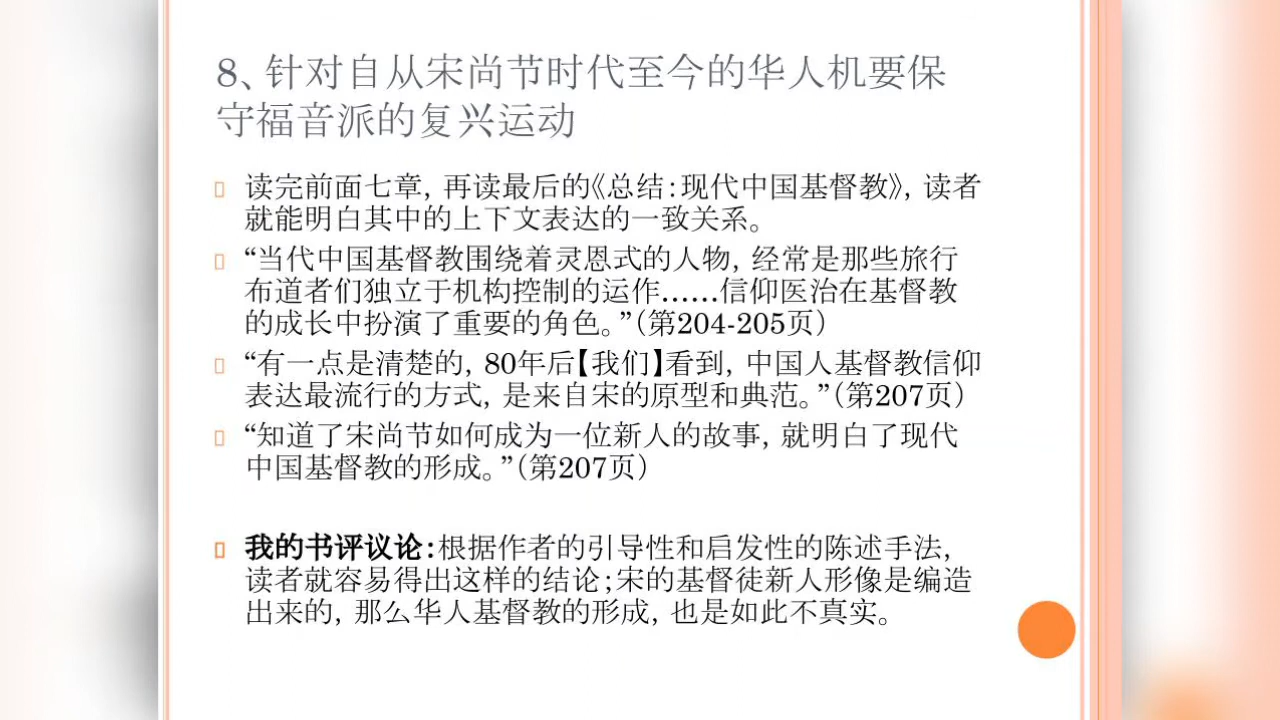 8、针对自从宋尚节时代至今的华人机要保
守福音派的复兴运动
读完前面七章, 再读最后的《总结:现代中国基督教》, 读者
就能明白其中的上下文表达的一致关系。
“当代中国基督教围绕着灵恩式的人物, 经常是那些旅行
布道者们独立于机构控制的运作……信仰医治在基督教
的成长中扮演了重要的角色。”(第204-205页)
“有一点是清楚的, 80年后【我们】看到, 中国人基督教信仰
表达最流行的方式, 是来自宋的原型和典范。”(第207页)
“知道了宋尚节如何成为一位新人的故事, 就明白了现代
中国基督教的形成。”(第207页)
我的书评议论:根据作者的引导性和启发性的陈述手法,
读者就容易得出这样的结论;宋的基督徒新人形像是编造
出来的, 那么华人基督教的形成, 也是如此不真实。